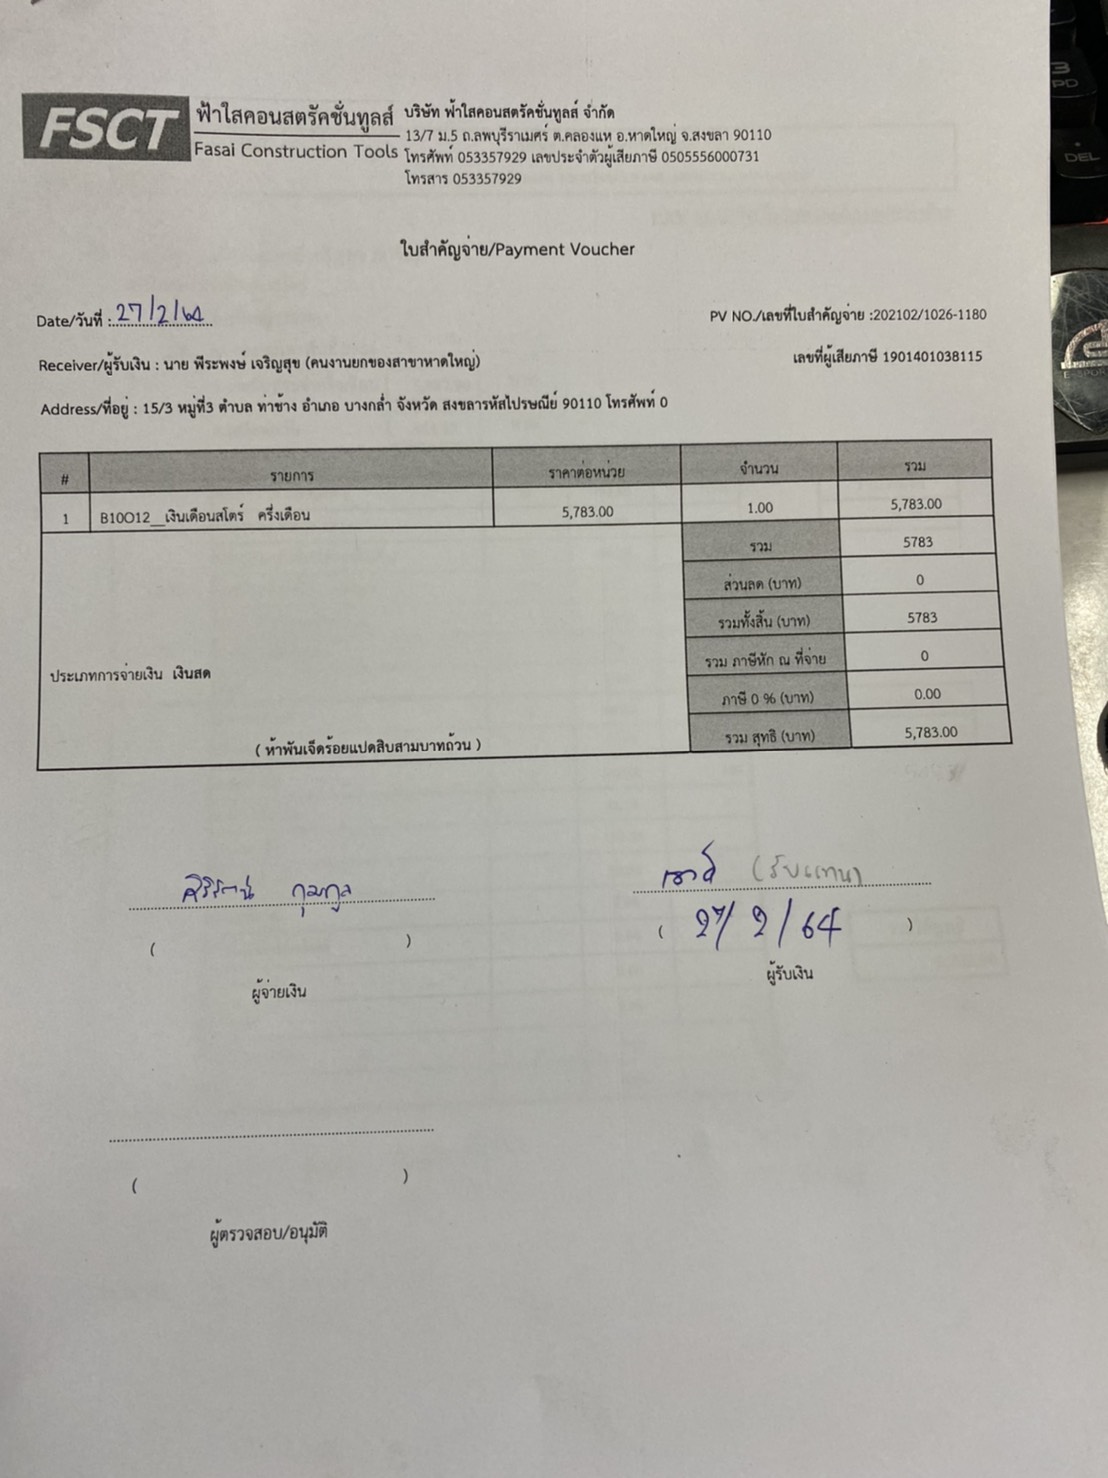 FSCT
ฟ้าใสคอนสตรัคชั่นทูลส์
Fasai Construction Tools
บริษัท ฟ้าใสคอนสตรัคชั่นทูลส์ จำกัด
13/7 ม.5 ถ.ลพบุรีราเมศร์ ต.คลองแห อ.หาดใหญ่ จ.สงขลา 90110
โทรศัพท์ 053357929 เลขประจำตัวผู้เสียภาษี 0505556000731
โทรสาร 053357929
ใบสำคัญจ่าย/Payment Voucher
Date/วันที่ : 27/2/64
PV NO./เลขที่ใบสำคัญจ่าย :202102/1026-1180
Receiver/ผู้รับเงิน : นาย พีระพงษ์ เจริญสุข (คนงานยกของสาขาหาดใหญ่)
เลขที่ผู้เสียภาษี 1901401038115
Address/ที่อยู่ : 15/3 หมู่ที่3 ตำบล ท่าช้าง อำเภอ บางกล่ำ จังหวัด สงขลารหัสไปรษณีย์ 90110 โทรศัพท์ 0
# รายการ ราคาต่อหน่วย จำนวน รวม
1 B10O12__เงินเดือนสโตร์ ครึ่งเดือน 5,783.00 1.00 5,783.00
รวม 5783
ส่วนลด (บาท) 0
รวมทั้งสิ้น (บาท) 5783
รวม ภาษีหัก ณ ที่จ่าย 0
ประเภทการจ่ายเงิน เงินสด
ภาษี 0 % (บาท) 0.00
รวม สุทธิ (บาท) 5,783.00
( ห้าพันเจ็ดร้อยแปดสิบสามบาทถ้วน )
(รับแทน)
( )
( 27/2/64 )
ผู้จ่ายเงิน
ผู้รับเงิน
( )
ผู้ตรวจสอบ/อนุมัติ
3
PD
DEL